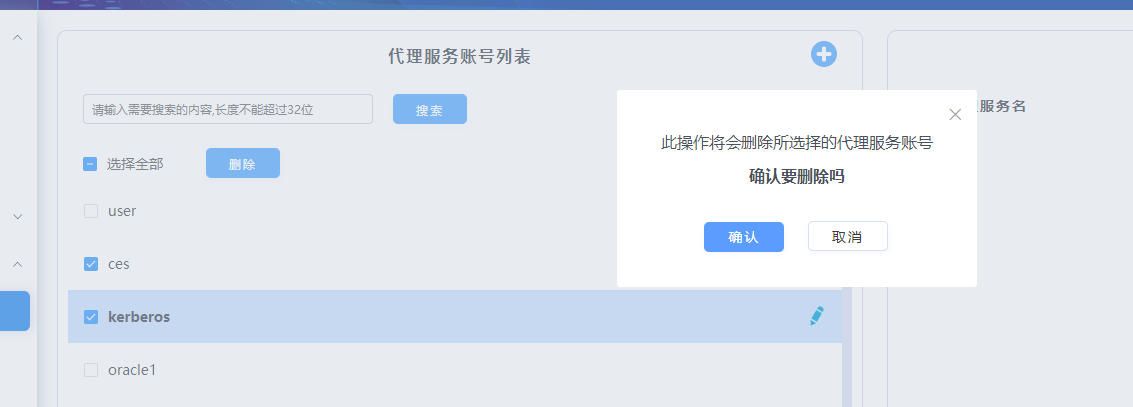 代理服务账号列表
请输入需要搜索的内容,长度不能超过32位
搜索
选择全部
删除
user
ces
kerberos
oracle1
服务名
此操作将会删除所选择的代理服务账号
确认要删除吗
确认
取消